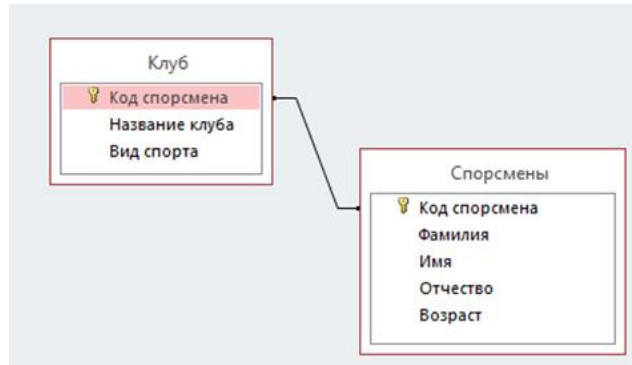 Клуб
Код спорсмена
Название клуба
Вид спорта
Спорсмены
Код спорсмена
Фамилия
Имя
Отчество
Возраст